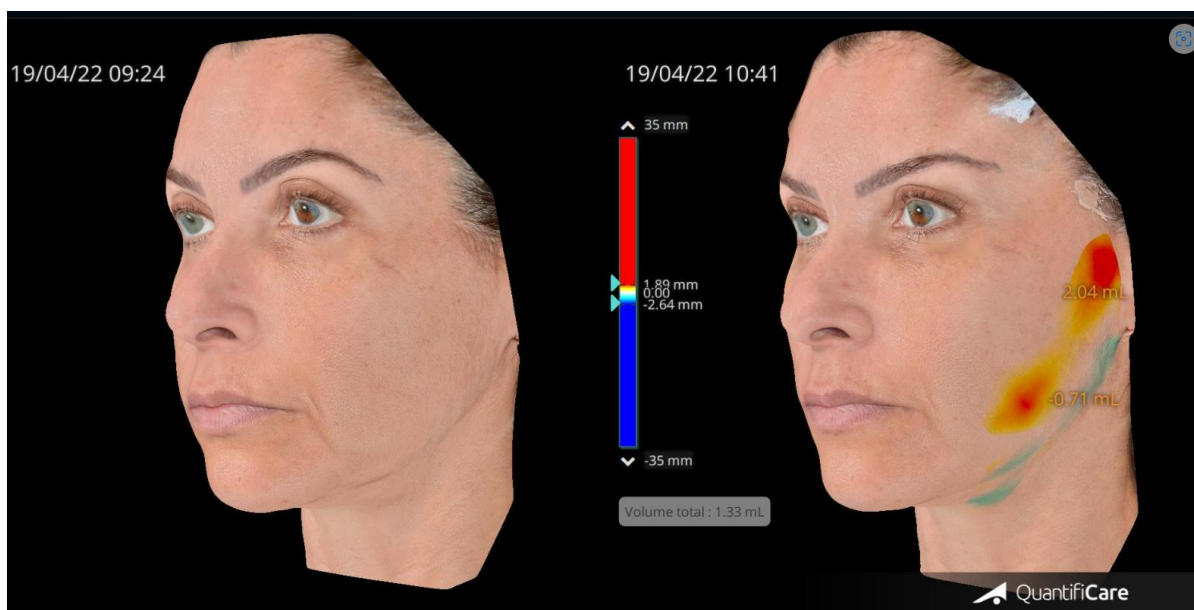 19/04/22 09:24
19/04/22 10:41
35 mm
1.89 mm
0.00
-2.64 mm
2.04 mL
-0.71 mL
-35 mm
Volume total : 1.33 mL
QuantifiCare